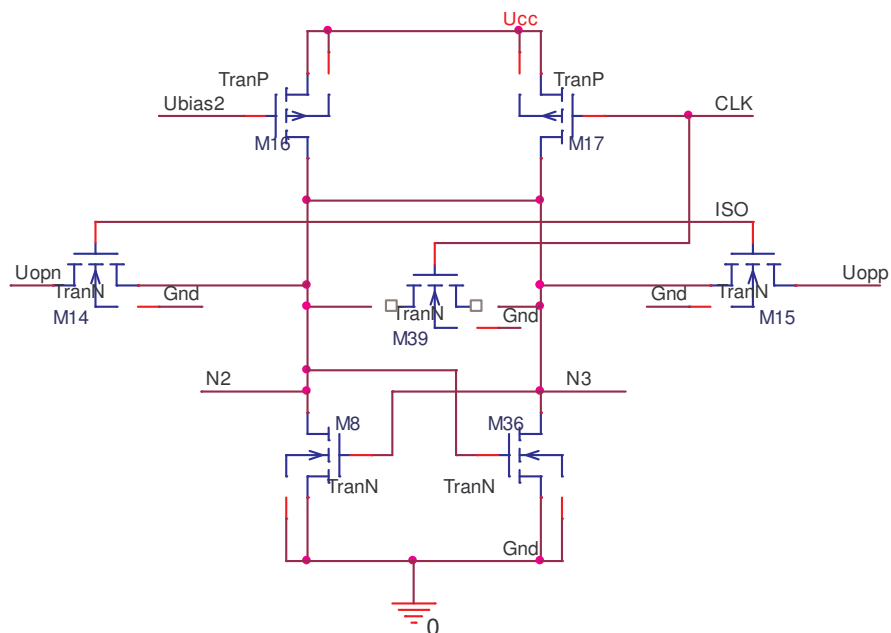 Ucc
TranP
TranP
Ubias2
CLK
M16
M17
ISO
Uopn
Uopp
TranN
Gnd
TranN
Gnd
Gnd
TranN
M14
M39
M15
N2
N3
M8
M36
TranN
TranN
Gnd
0